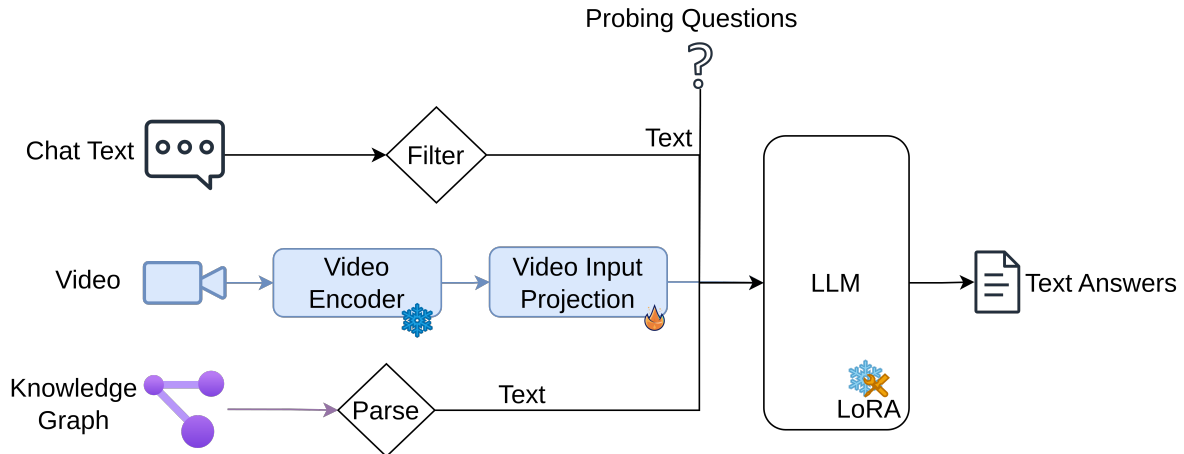 Probing Questions
Chat Text
Filter
Text
Video
Video
Encoder
Video Input
Projection
LLM
Text Answers
Knowledge
Graph
Parse
Text
LoRA